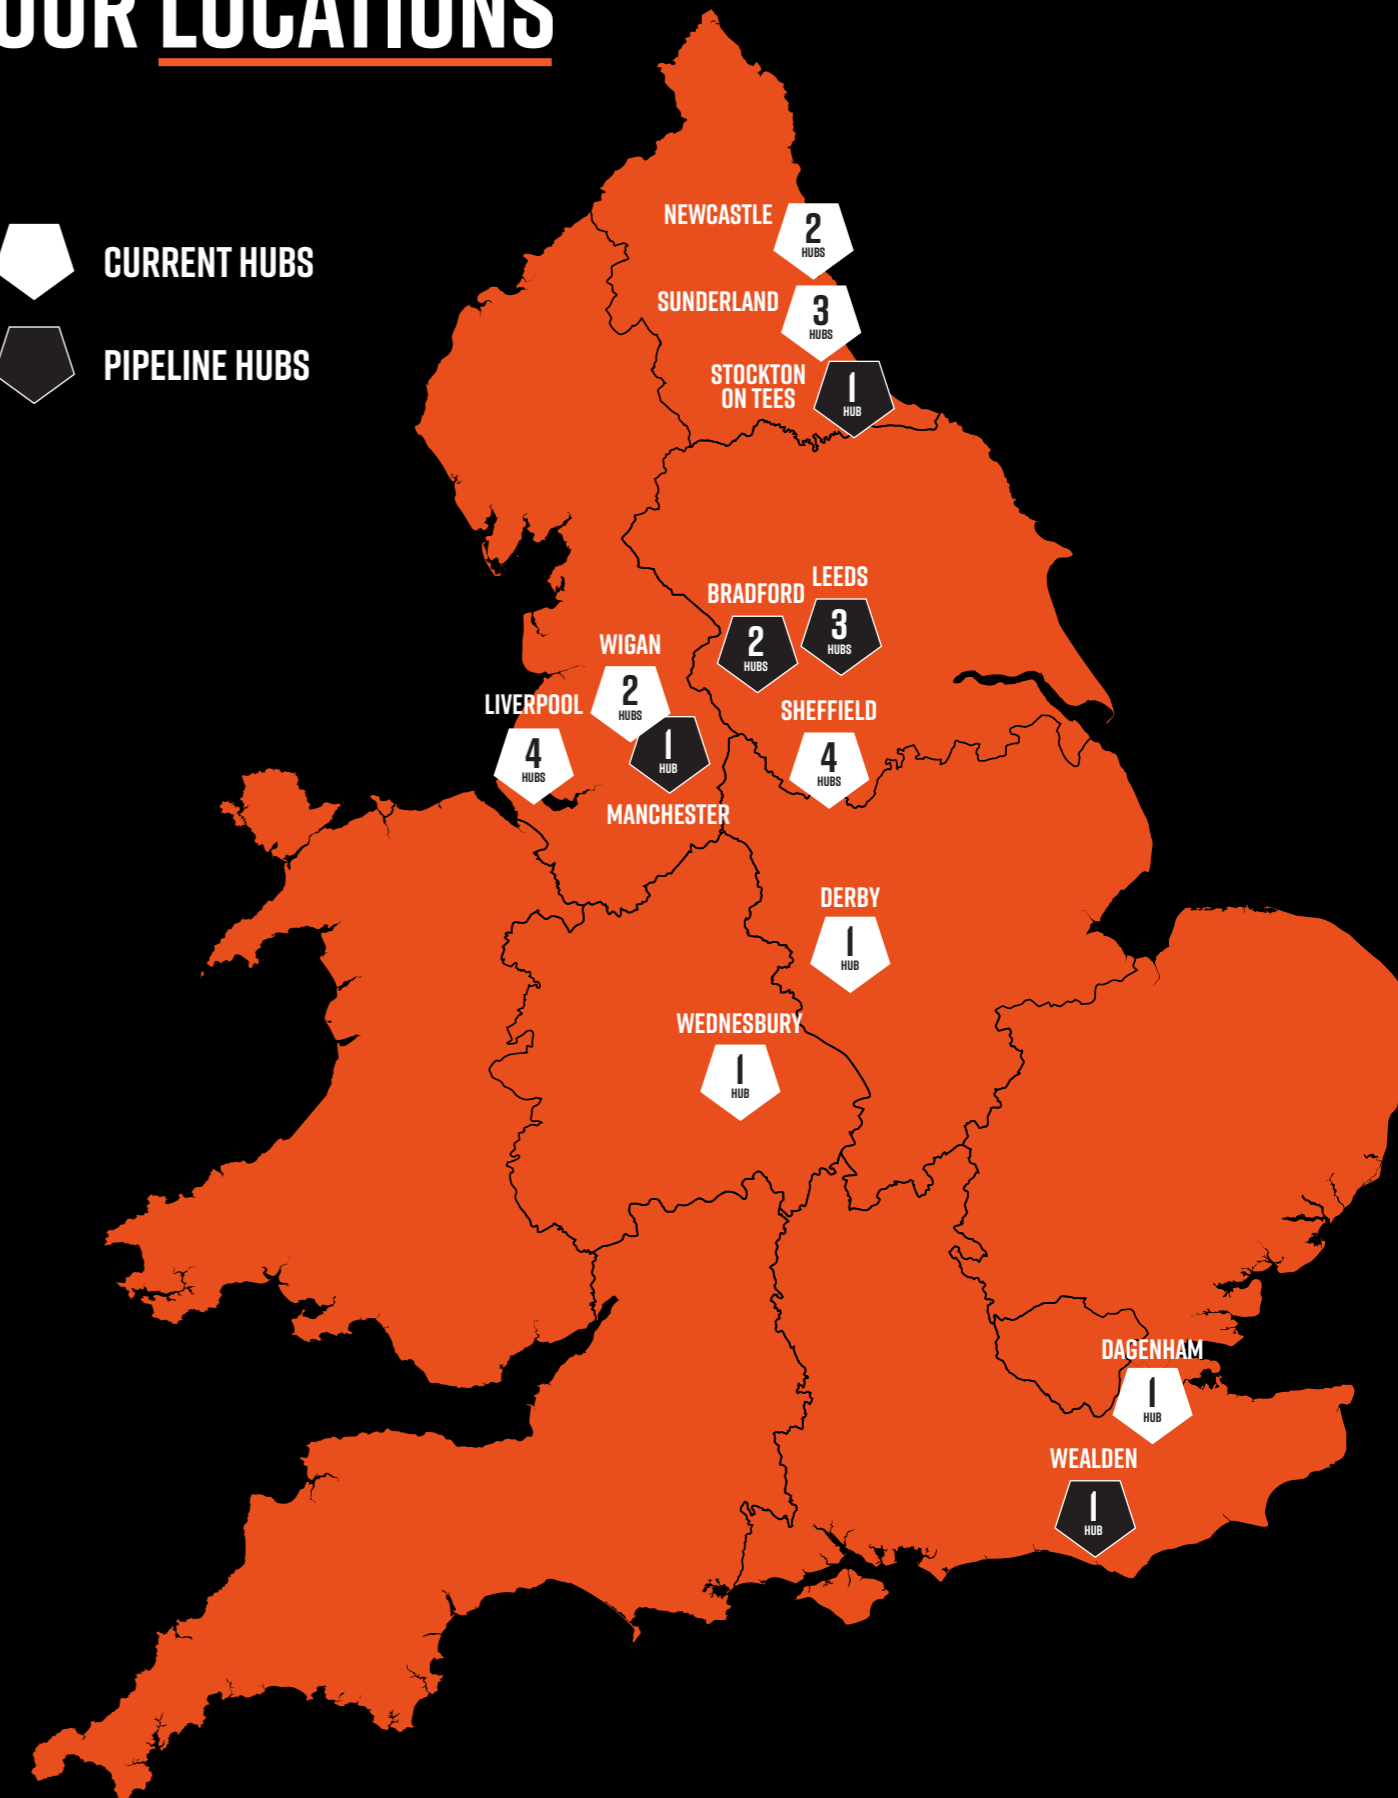 OUR LOCATIONS
CURRENT HUBS
PIPELINE HUBS
NEWCASTLE
2
HUBS
SUNDERLAND
3
HUBS
STOCKTON
ON TEES
1
HUB
BRADFORD
2
HUBS
LEEDS
3
HUBS
WIGAN
2
HUBS
LIVERPOOL
4
HUBS
1
HUB
MANCHESTER
SHEFFIELD
4
HUBS
DERBY
1
HUB
WEDNESBURY
1
HUB
DAGENHAM
1
HUB
WEALDEN
1
HUB